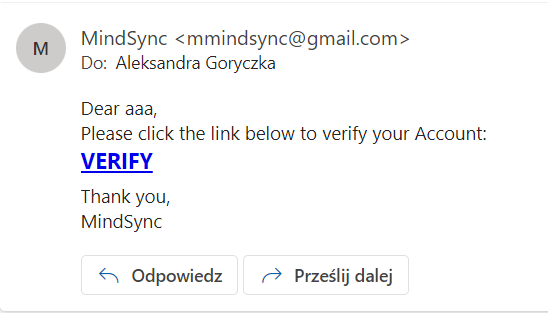 M
MindSync <mmindsync@gmail.com>
Do: Aleksandra Goryczka
Dear aaa,
Please click the link below to verify your Account:
VERIFY
Thank you,
MindSync
Odpowiedz Prześlij dalej